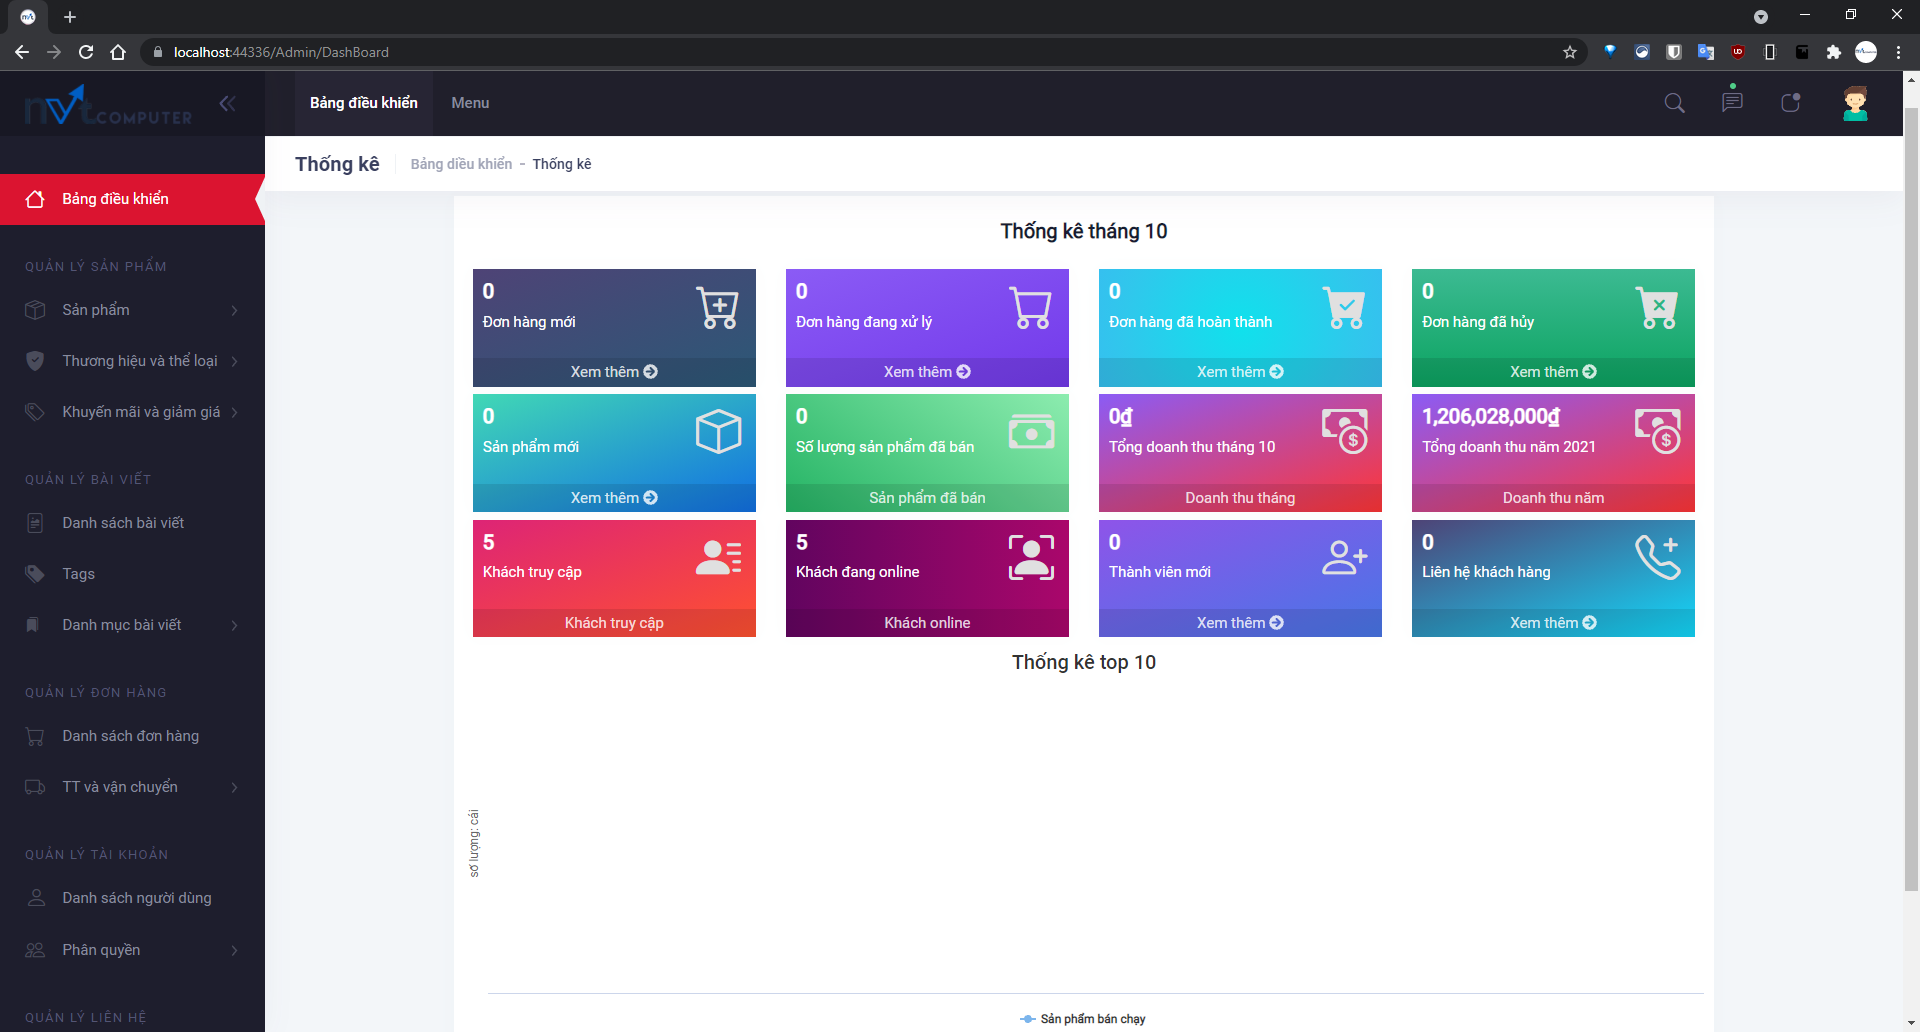 localhost:44336/Admin/DashBoard
nvt COMPUTER
Bảng điều khiển
Menu
Thống kê
Bảng diều khiển - Thống kê
Bảng điều khiển
QUẢN LÝ SẢN PHẨM
Sản phẩm
Thương hiệu và thể loại
Khuyến mãi và giảm giá
QUẢN LÝ BÀI VIẾT
Danh sách bài viết
Tags
Danh mục bài viết
QUẢN LÝ ĐƠN HÀNG
Danh sách đơn hàng
TT và vận chuyển
QUẢN LÝ TÀI KHOẢN
Danh sách người dùng
Phân quyền
QUẢN LÝ LIÊN HỆ
Thống kê tháng 10
0
Đơn hàng mới
Xem thêm
0
Đơn hàng đang xử lý
Xem thêm
0
Đơn hàng đã hoàn thành
Xem thêm
0
Đơn hàng đã hủy
Xem thêm
0
Sản phẩm mới
Xem thêm
0
Số lượng sản phẩm đã bán
Sản phẩm đã bán
0₫
Tổng doanh thu tháng 10
Doanh thu tháng
1,206,028,000₫
Tổng doanh thu năm 2021
Doanh thu năm
5
Khách truy cập
Khách truy cập
5
Khách đang online
Khách online
0
Thành viên mới
Xem thêm
0
Liên hệ khách hàng
Xem thêm
Thống kê top 10
số lượng: cái
Sản phẩm bán chạy